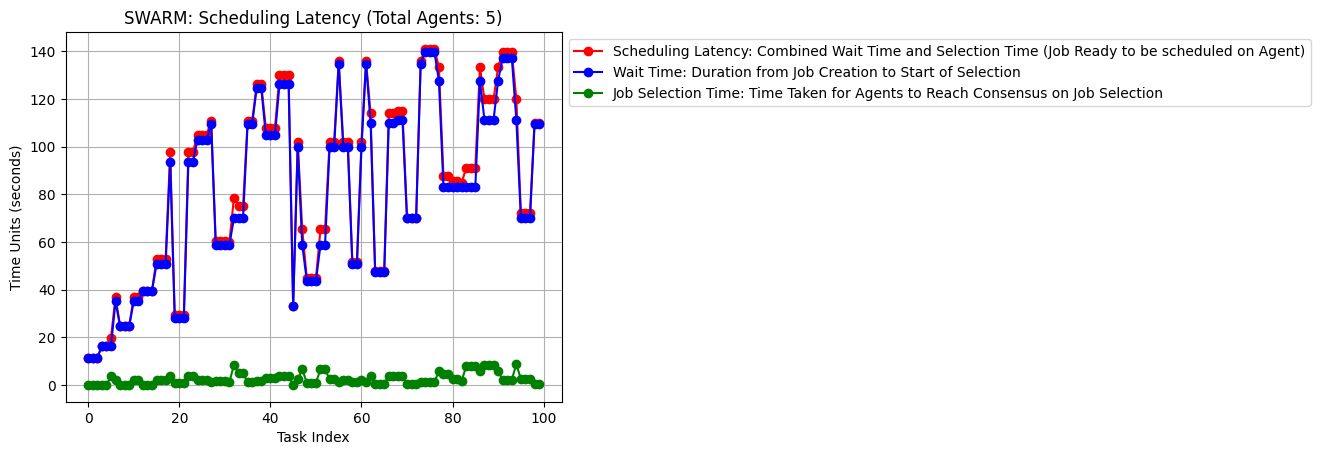 SWARM: Scheduling Latency (Total Agents: 5)
Scheduling Latency: Combined Wait Time and Selection Time (Job Ready to be scheduled on Agent)
Wait Time: Duration from Job Creation to Start of Selection
Job Selection Time: Time Taken for Agents to Reach Consensus on Job Selection
Time Units (seconds)
140
120
100
80
60
40
20
0
0 20 40 60 80 100
Task Index